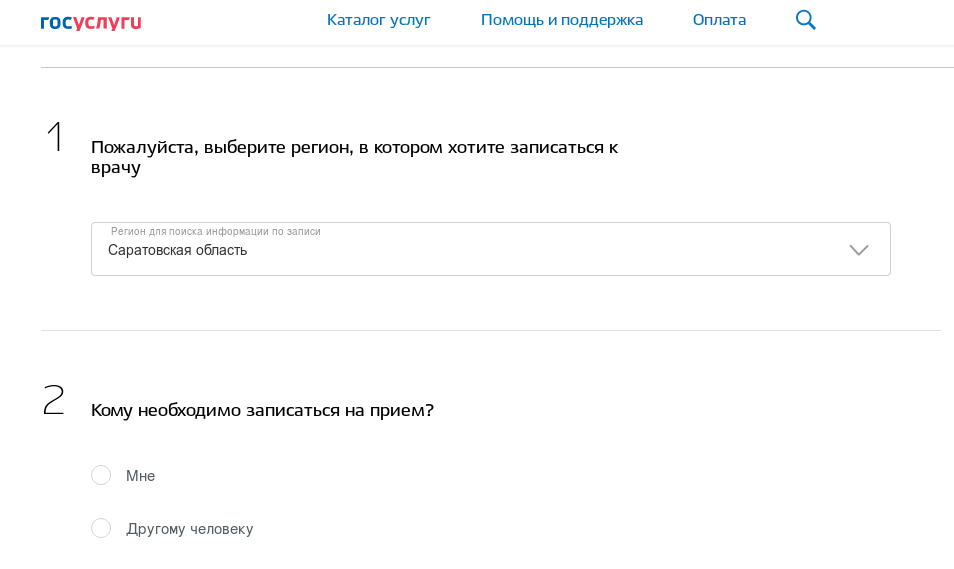 госуслуги Каталог услуг Помощь и поддержка Оплата
1
Пожалуйста, выберите регион, в котором хотите записаться к
врачу
Регион для поиска информации по записи
Саратовская область
2
Кому необходимо записаться на прием?
Мне
Другому человеку